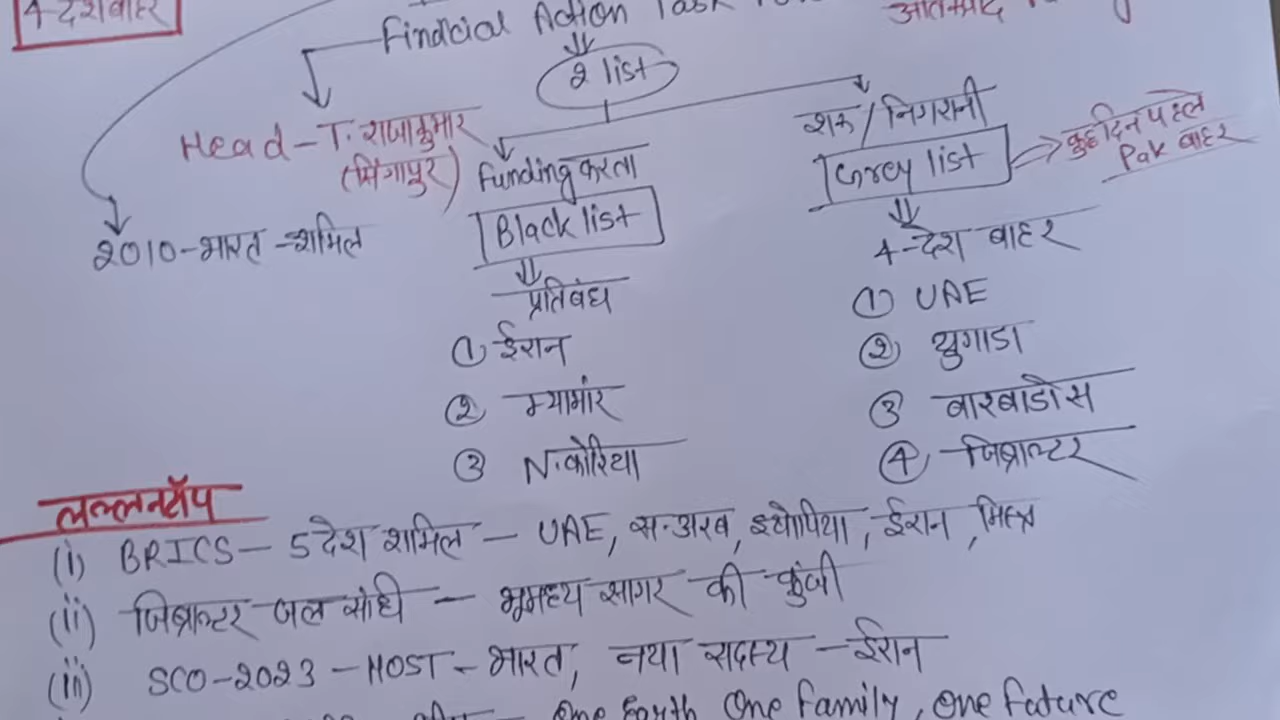 4-देश बाहर
Findcial Action Task
आतंकवाद
2 list
Head - T. राजाकुमार
(सिंगापुर)
2010 - भारत - शामिल
Funding करता
Black list
प्रतिबंध
① ईरान
② म्यामांर
③ N. कोरिया
शक / निगरानी
Grey list
कुछ दिन पहले
Pak बाहर
4 - देश बाहर
① UAE
② युगाडा
③ बारबाडोस
④ जिब्राल्टर
लल्लनटॉप
(i) BRICS - 5 देश शामिल - UAE, स. अरब, इथोपिया, ईरान, मिस्त्र
(ii) जिब्राल्टर जल संधी - भूमध्य सागर की कुंजी
(iii) SCO - 2023 - HOST - भारत, नया सदस्य - ईरान
One Earth One family, One future